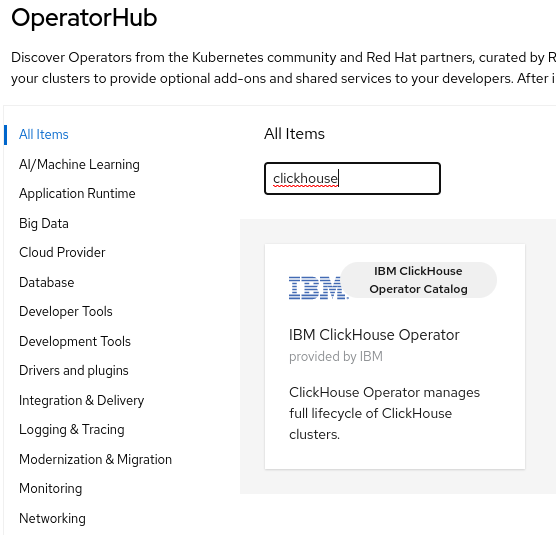 OperatorHub
Discover Operators from the Kubernetes community and Red Hat partners, curated by R
your clusters to provide optional add-ons and shared services to your developers. After i
All Items
AI/Machine Learning
Application Runtime
Big Data
Cloud Provider
Database
Developer Tools
Development Tools
Drivers and plugins
Integration & Delivery
Logging & Tracing
Modernization & Migration
Monitoring
Networking
All Items
clickhouse
IBM
IBM ClickHouse
Operator Catalog
IBM ClickHouse Operator
provided by IBM
ClickHouse Operator manages
full lifecycle of ClickHouse
clusters.